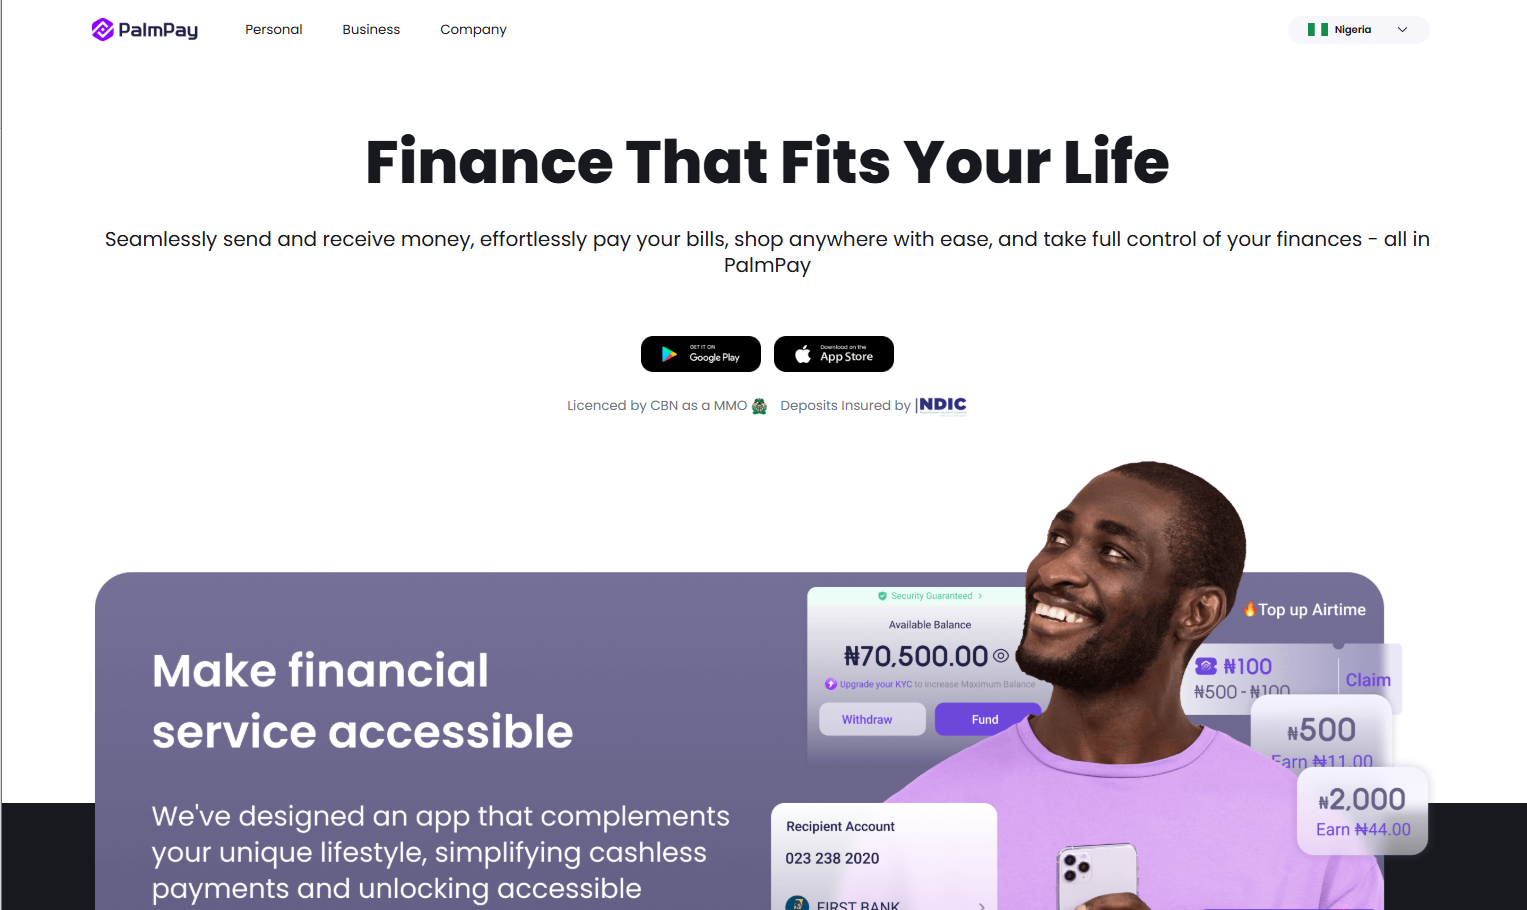 PalmPay
Personal
Business
Company
Nigeria
Finance That Fits Your Life
Seamlessly send and receive money, effortlessly pay your bills, shop anywhere with ease, and take full control of your finances - all in
PalmPay
GET IT ON
Google Play
Download on the
App Store
Licenced by CBN as a MMO
Deposits Insured by NDIC
Make financial
service accessible
We've designed an app that complements
your unique lifestyle, simplifying cashless
payments and unlocking accessible
Security Guaranteed >
Available Balance
₦70,500.00
Upgrade your KYC to increase Maximum Balance
Withdraw
Fund
Recipient Account
023 238 2020
FIRST BANK >
Top up Airtime
₦100
₦500 - ₦100
Claim
₦500
Earn ₦11.00
₦2,000
Earn ₦44.00